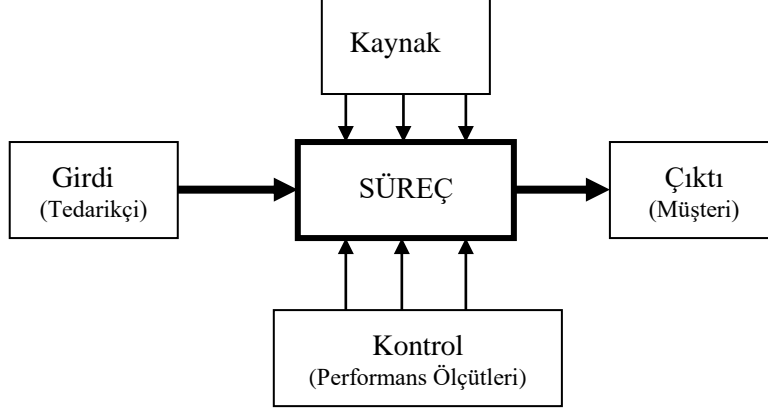 Kaynak
Girdi
(Tedarikçi)
SÜREÇ
Çıktı
(Müşteri)
Kontrol
(Performans Ölçütleri)